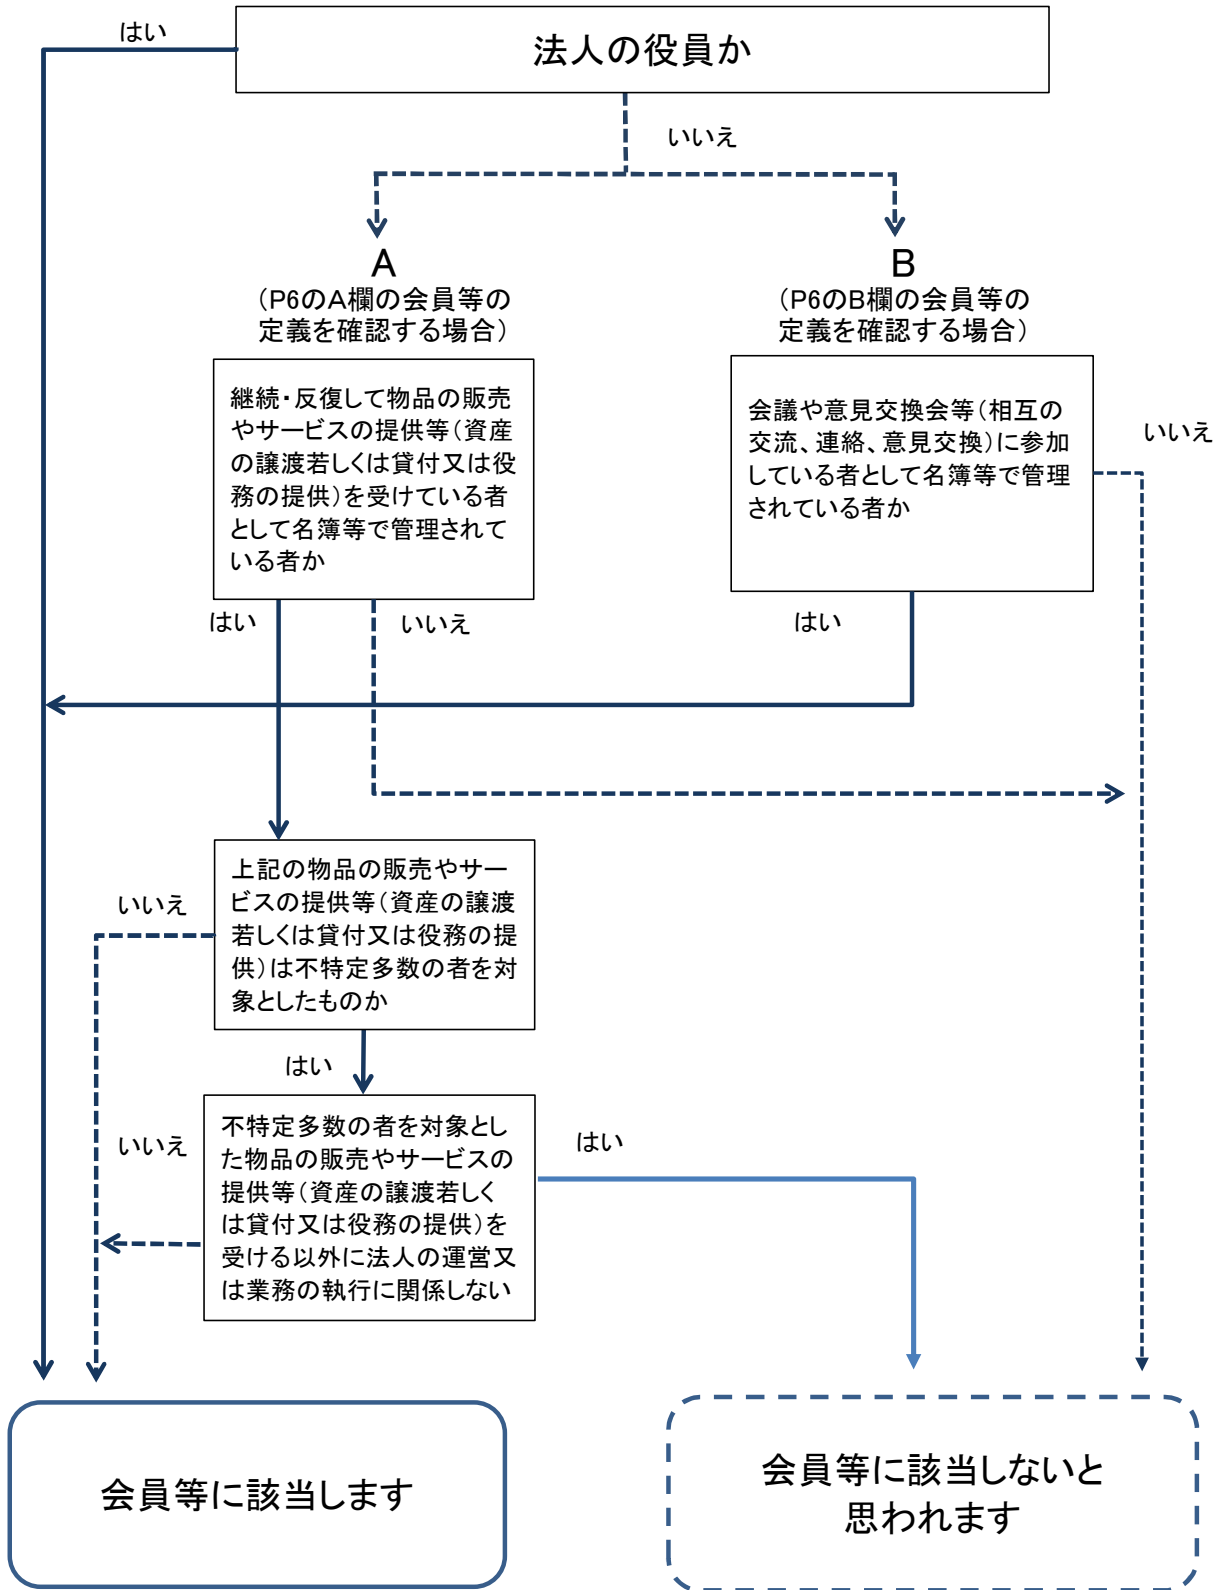 はい
法人の役員か
いいえ
A
（P6のA欄の会員等の
定義を確認する場合）
B
（P6のB欄の会員等の
定義を確認する場合）
継続・反復して物品の販売
やサービスの提供等（資産
の譲渡若しくは貸付又は役
務の提供）を受けている者
として名簿等で管理されて
いる者か
会議や意見交換会等（相互の
交流、連絡、意見交換）に参加
している者として名簿等で管理
されている者か
いいえ
はい
いいえ
はい
上記の物品の販売やサー
ビスの提供等（資産の譲渡
若しくは貸付又は役務の提
供）は不特定多数の者を対
象としたものか
いいえ
はい
不特定多数の者を対象とし
た物品の販売やサービスの
提供等（資産の譲渡若しく
は貸付又は役務の提供）を
受ける以外に法人の運営又
は業務の執行に関係しない
いいえ
はい
会員等に該当します
会員等に該当しないと
思われます